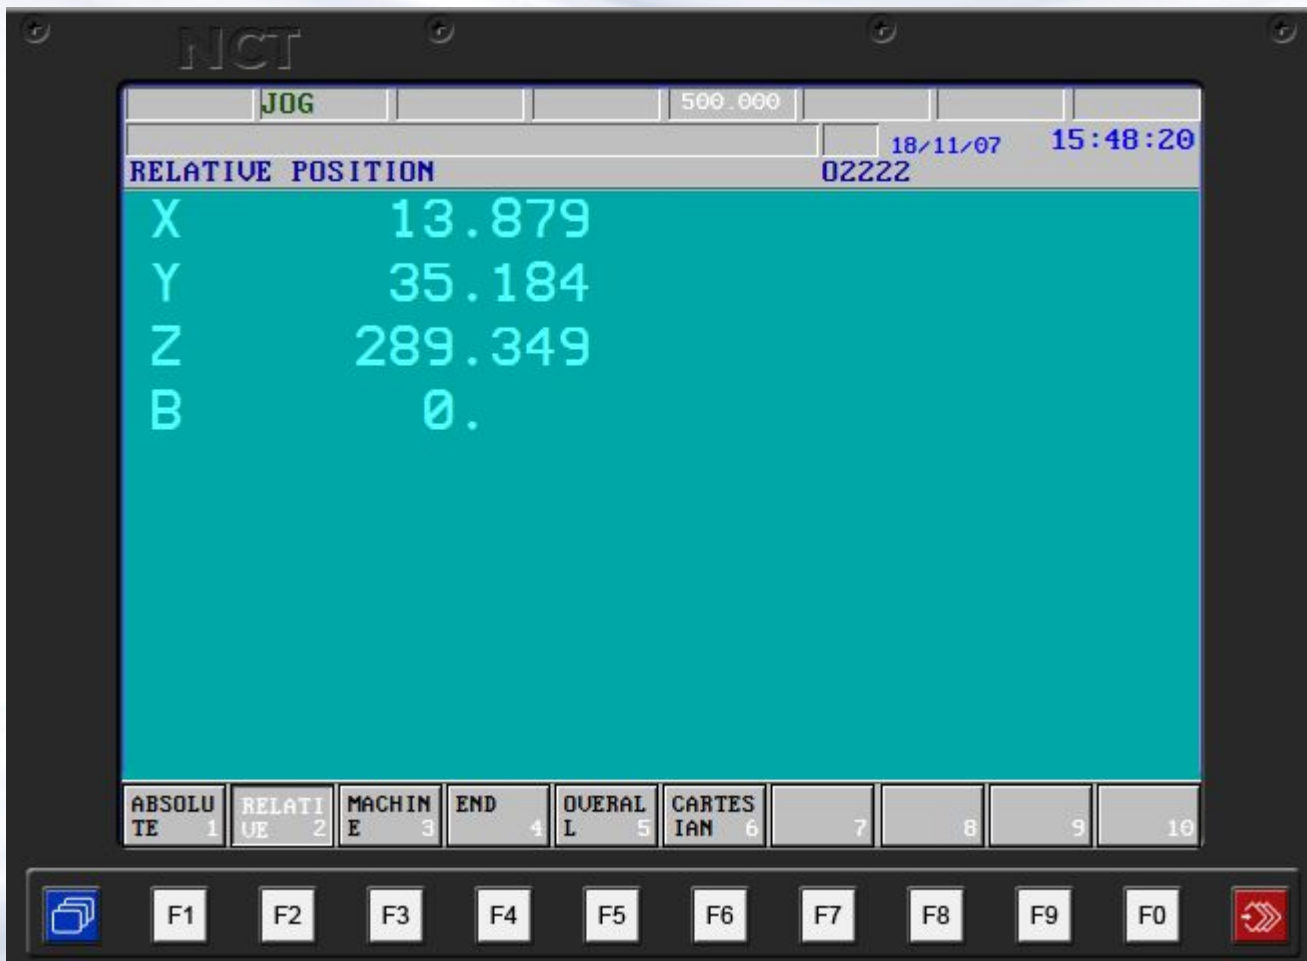 NCT
JOG 500.000
18/11/07 15:48:20
RELATIVE POSITION O2222
X 13.879
Y 35.184
Z 289.349
B 0.
ABSOLU RELATI MACHIN END OVERAL CARTES
TE 1 VE 2 E 3 4 L 5 IAN 6 7 8 9 10
F1 F2 F3 F4 F5 F6 F7 F8 F9 F0